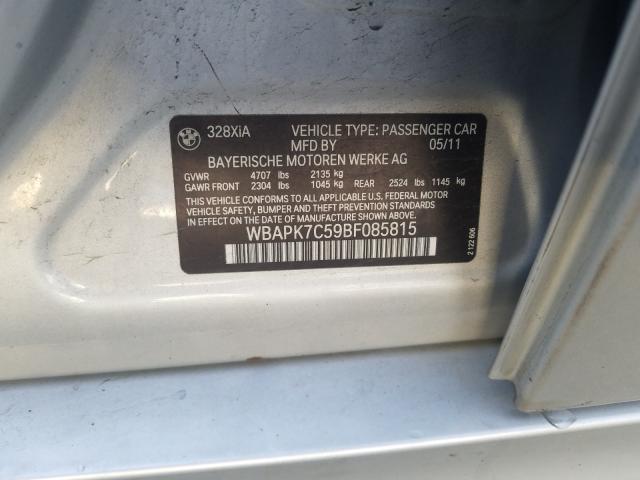 BMW
328XiA VEHICLE TYPE: PASSENGER CAR
MFD BY 05/11
BAYERISCHE MOTOREN WERKE AG
GVWR 4707 lbs 2135 kg
GAWR FRONT 2304 lbs 1045 kg REAR 2524 lbs 1145 kg
THIS VEHICLE CONFORMS TO ALL APPLICABLE U.S. FEDERAL MOTOR
VEHICLE SAFETY, BUMPER AND THEFT PREVENTION STANDARDS
IN EFFECT ON THE DATE OF MANUFACTURE SHOWN ABOVE.
WBAPK7C59BF085815
2 122 606